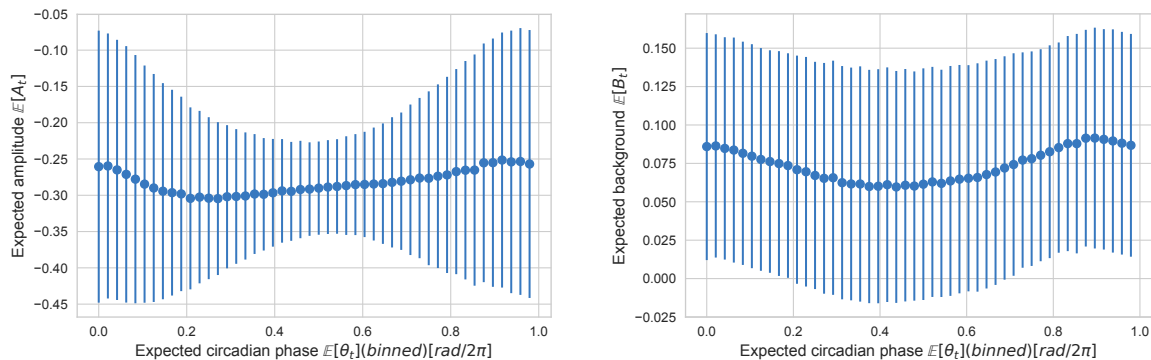 Expected amplitude 𝔼[A_t]
−0.05
−0.10
−0.15
−0.20
−0.25
−0.30
−0.35
−0.40
−0.45
0.0 0.2 0.4 0.6 0.8 1.0
Expected circadian phase 𝔼[θ_t](binned)[rad/2π]
Expected background 𝔼[B_t]
0.150
0.125
0.100
0.075
0.050
0.025
0.000
−0.025
0.0 0.2 0.4 0.6 0.8 1.0
Expected circadian phase 𝔼[θ_t](binned)[rad/2π]